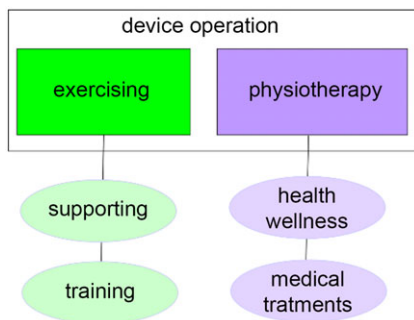 device operation
exercising
physiotherapy
supporting
health
wellness
training
medical
tratments